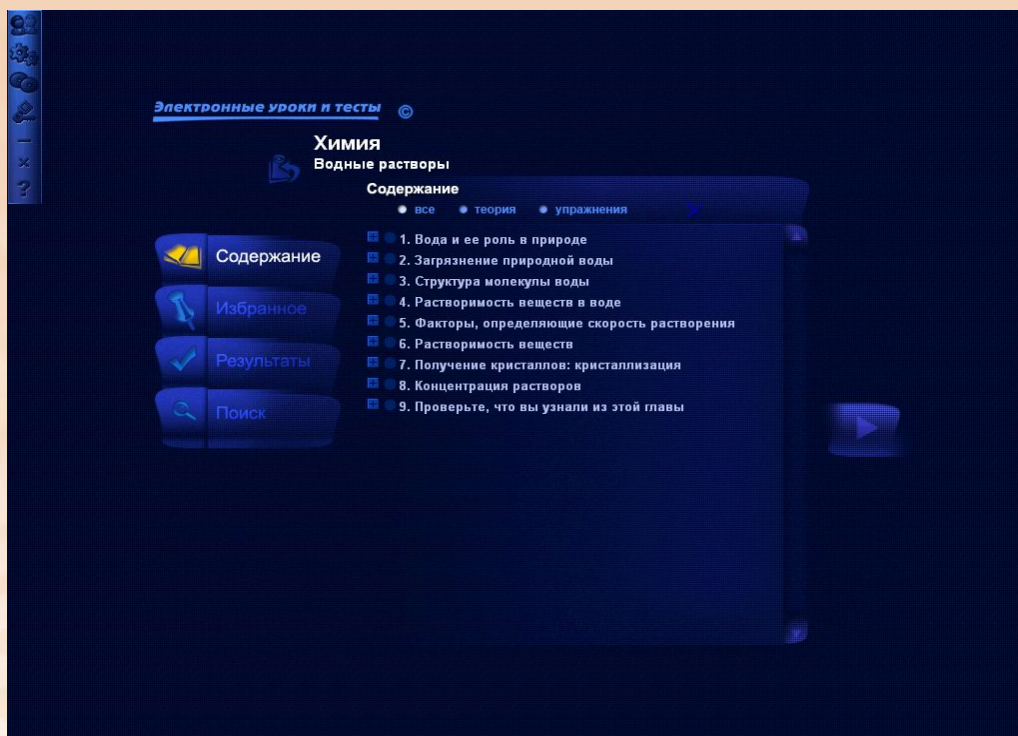 Электронные уроки и тесты ©
Химия
Водные растворы
Содержание
все теория упражнения
Содержание
Избранное
Результаты
Поиск
1. Вода и ее роль в природе
2. Загрязнение природной воды
3. Структура молекулы воды
4. Растворимость веществ в воде
5. Факторы, определяющие скорость растворения
6. Растворимость веществ
7. Получение кристаллов: кристаллизация
8. Концентрация растворов
9. Проверьте, что вы узнали из этой главы
?